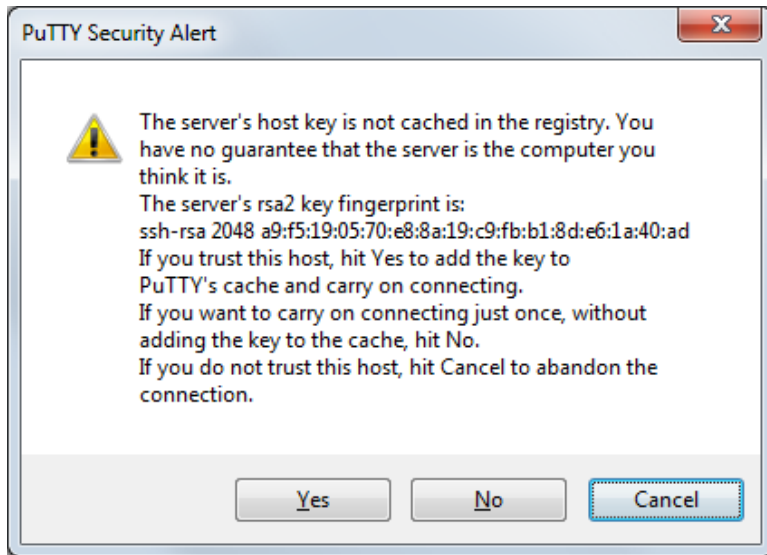 PuTTY Security Alert
The server's host key is not cached in the registry. You
have no guarantee that the server is the computer you
think it is.
The server's rsa2 key fingerprint is:
ssh-rsa 2048 a9:f5:19:05:70:e8:8a:19:c9:fb:b1:8d:e6:1a:40:ad
If you trust this host, hit Yes to add the key to
PuTTY's cache and carry on connecting.
If you want to carry on connecting just once, without
adding the key to the cache, hit No.
If you do not trust this host, hit Cancel to abandon the
connection.
Yes No Cancel